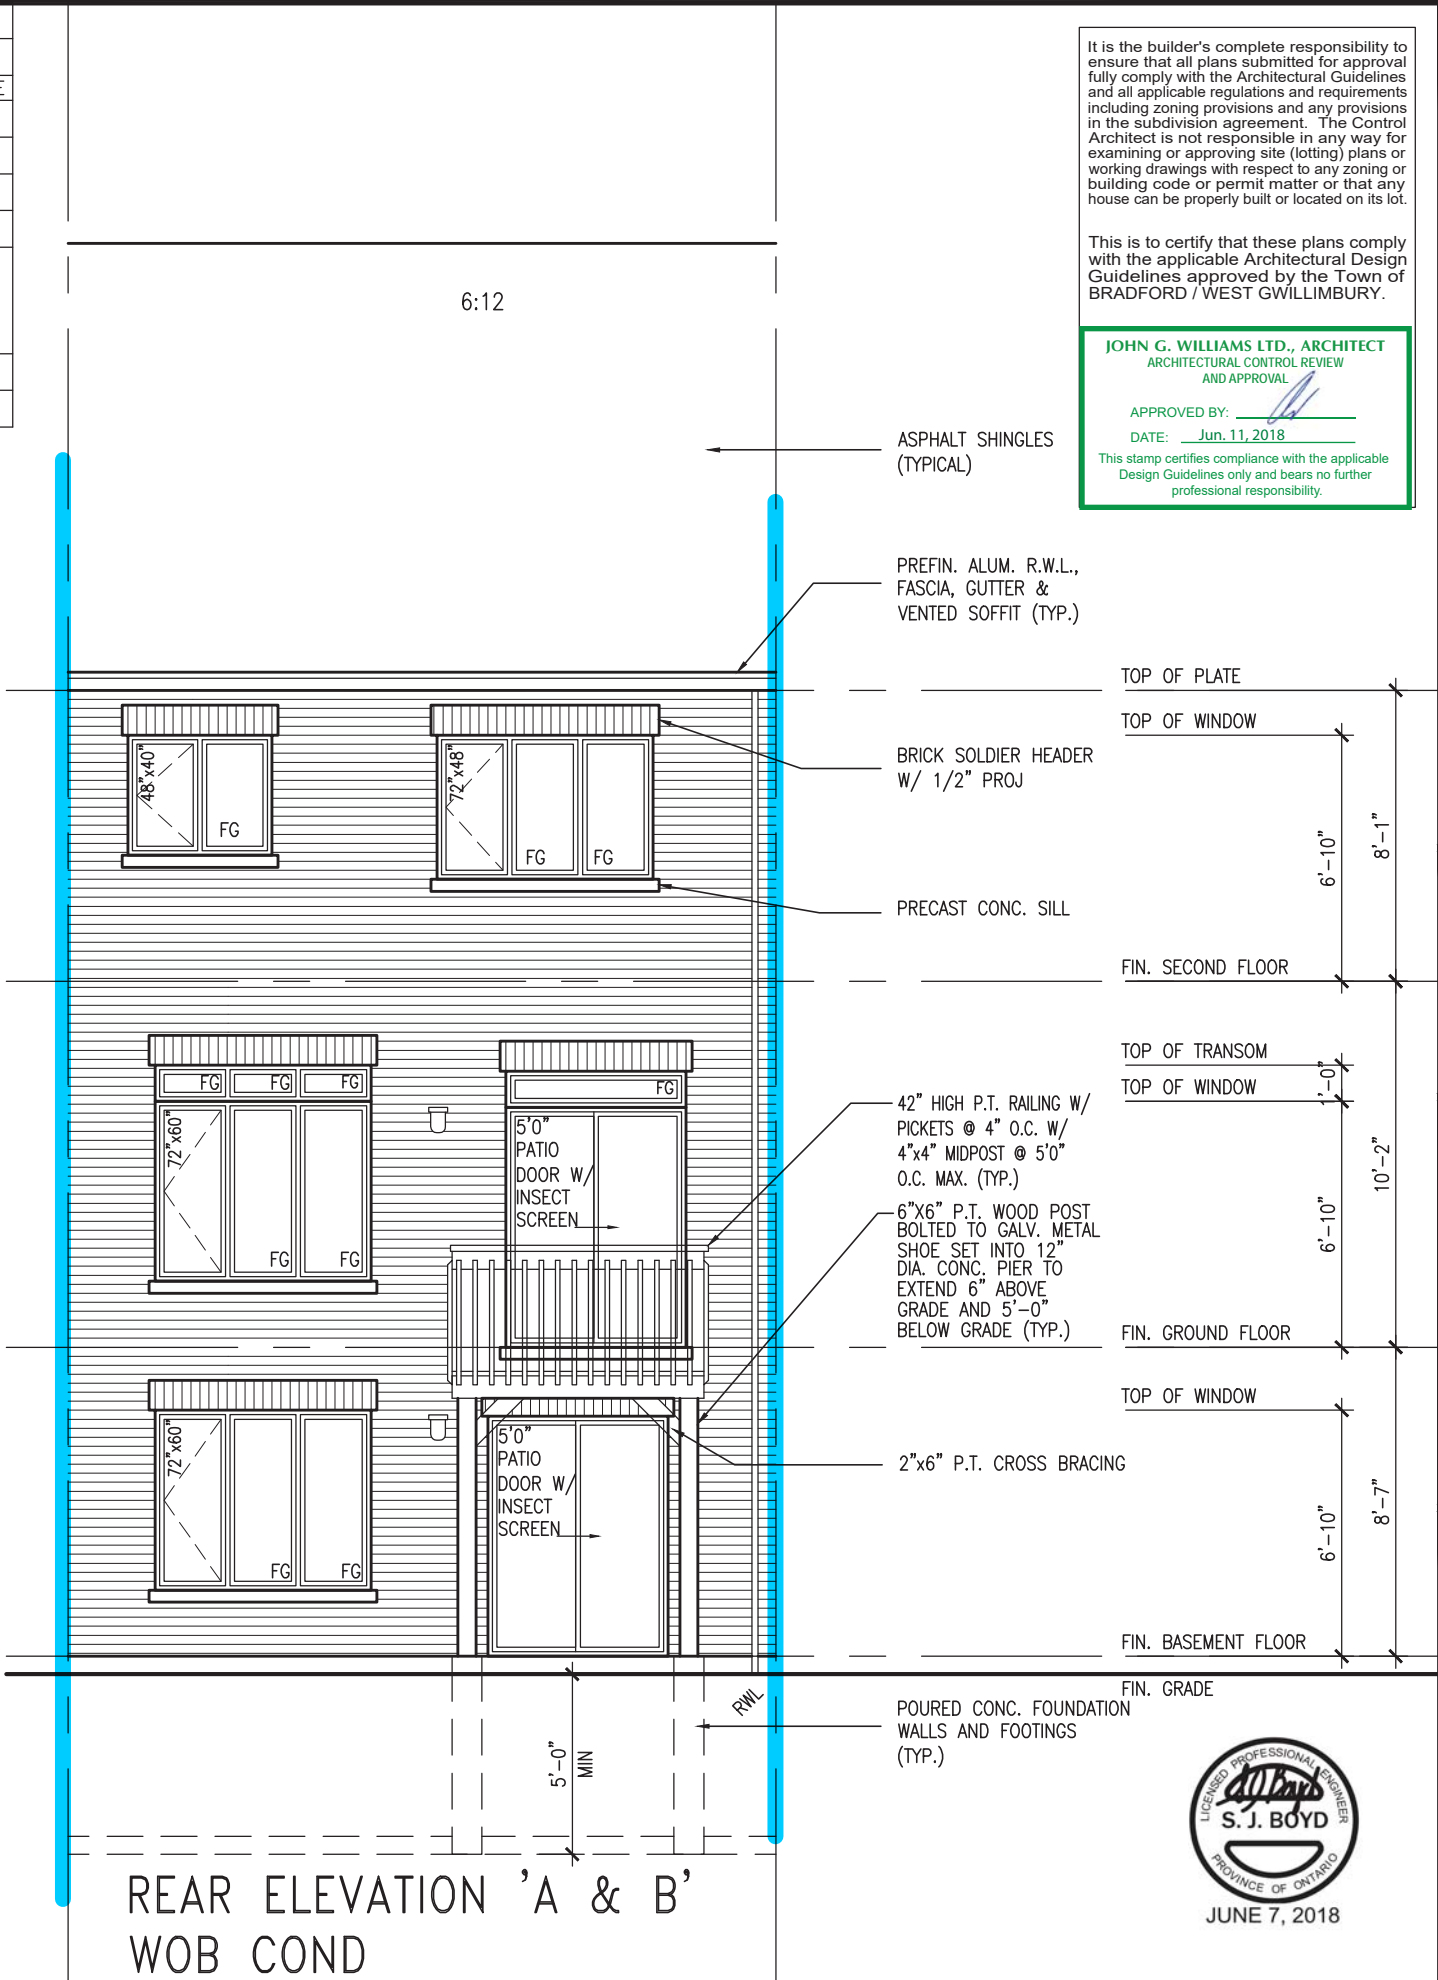 It is the builder's complete responsibility to
ensure that all plans submitted for approval
fully comply with the Architectural Guidelines
and all applicable regulations and requirements
including zoning provisions and any provisions
in the subdivision agreement. The Control
Architect is not responsible in any way for
examining or approving site (lotting) plans or
working drawings with respect to any zoning or
building code or permit matter or that any
house can be properly built or located on its lot.
This is to certify that these plans comply
with the applicable Architectural Design
Guidelines approved by the Town of
BRADFORD / WEST GWILLIMBURY.
JOHN G. WILLIAMS LTD., ARCHITECT
ARCHITECTURAL CONTROL REVIEW
AND APPROVAL
APPROVED BY:
DATE: Jun. 11, 2018
This stamp certifies compliance with the applicable
Design Guidelines only and bears no further
professional responsibility.
E
6:12
ASPHALT SHINGLES
(TYPICAL)
PREFIN. ALUM. R.W.L.,
FASCIA, GUTTER &
VENTED SOFFIT (TYP.)
TOP OF PLATE
TOP OF WINDOW
BRICK SOLDIER HEADER
W/ 1/2" PROJ
48"x40"
FG
72"x48"
FG
FG
6'-10"
8'-1"
PRECAST CONC. SILL
FIN. SECOND FLOOR
TOP OF TRANSOM
TOP OF WINDOW
1'-0"
FG
FG
FG
FG
72"x60"
FG
FG
5'0"
PATIO
DOOR W/
INSECT
SCREEN
42" HIGH P.T. RAILING W/
PICKETS @ 4" O.C. W/
4"x4" MIDPOST @ 5'0"
O.C. MAX. (TYP.)
6"X6" P.T. WOOD POST
BOLTED TO GALV. METAL
SHOE SET INTO 12"
DIA. CONC. PIER TO
EXTEND 6" ABOVE
GRADE AND 5'-0"
BELOW GRADE (TYP.)
6'-10"
10'-2"
FIN. GROUND FLOOR
TOP OF WINDOW
72"x60"
FG
FG
5'0"
PATIO
DOOR W/
INSECT
SCREEN
2"x6" P.T. CROSS BRACING
6'-10"
8'-7"
FIN. BASEMENT FLOOR
FIN. GRADE
RWL
5'-0"
MIN
POURED CONC. FOUNDATION
WALLS AND FOOTINGS
(TYP.)
LICENSED PROFESSIONAL ENGINEER
S. J. BOYD
PROVINCE OF ONTARIO
JUNE 7, 2018
REAR ELEVATION 'A & B'
WOB COND